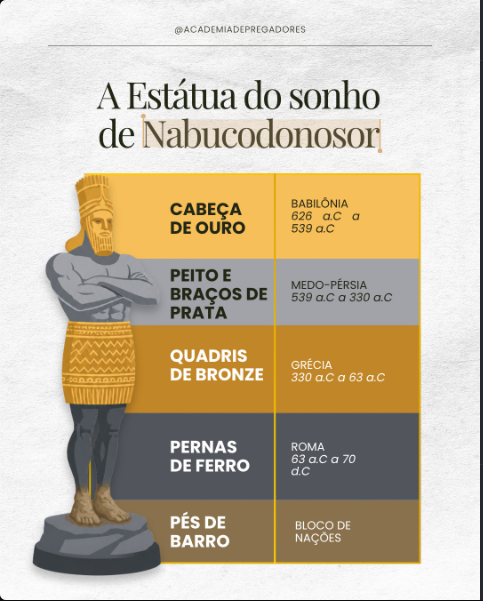 @ACADEMIADEPREGADORES
A Estátua do sonho
de Nabucodonosor
CABEÇA
DE OURO
BABILÔNIA
626 a.C a
539 a.C
PEITO E
BRAÇOS DE
PRATA
MEDO-PÉRSIA
539 a.C a 330 a.C
QUADRIS
DE BRONZE
GRÉCIA
330 a.C a 63 a.C
PERNAS
DE FERRO
ROMA
63 a.C a 70
d.C
PÉS DE
BARRO
BLOCO DE
NAÇÕES